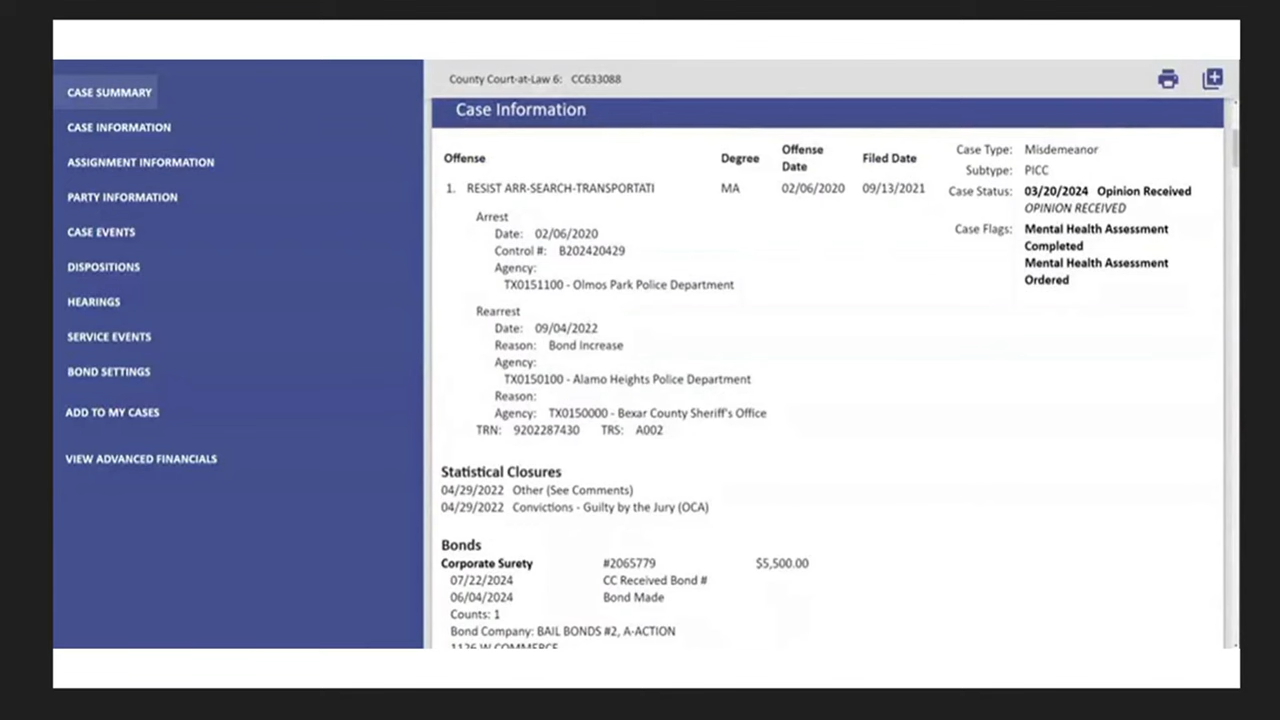 CASE SUMMARY
CASE INFORMATION
ASSIGNMENT INFORMATION
PARTY INFORMATION
CASE EVENTS
DISPOSITIONS
HEARINGS
SERVICE EVENTS
BOND SETTINGS
ADD TO MY CASES
VIEW ADVANCED FINANCIALS
County Court-at-Law 6: CC633088
Case Information
Offense Degree Offense Date Filed Date
1. RESIST ARR-SEARCH-TRANSPORTATI MA 02/06/2020 09/13/2021
Arrest
Date: 02/06/2020
Control #: B202420429
Agency:
TX0151100 - Olmos Park Police Department
Rearrest
Date: 09/04/2022
Reason: Bond Increase
Agency:
TX0150100 - Alamo Heights Police Department
Reason:
Agency: TX0150000 - Bexar County Sheriff's Office
TRN: 9202287430 TRS: A002
Case Type: Misdemeanor
Subtype: PICC
Case Status: 03/20/2024 Opinion Received
OPINION RECEIVED
Case Flags: Mental Health Assessment
Completed
Mental Health Assessment
Ordered
Statistical Closures
04/29/2022 Other (See Comments)
04/29/2022 Convictions - Guilty by the Jury (OCA)
Bonds
Corporate Surety #2065779 $5,500.00
07/22/2024 CC Received Bond #
06/04/2024 Bond Made
Counts: 1
Bond Company: BAIL BONDS #2, A-ACTION
1126 W COMMERCE